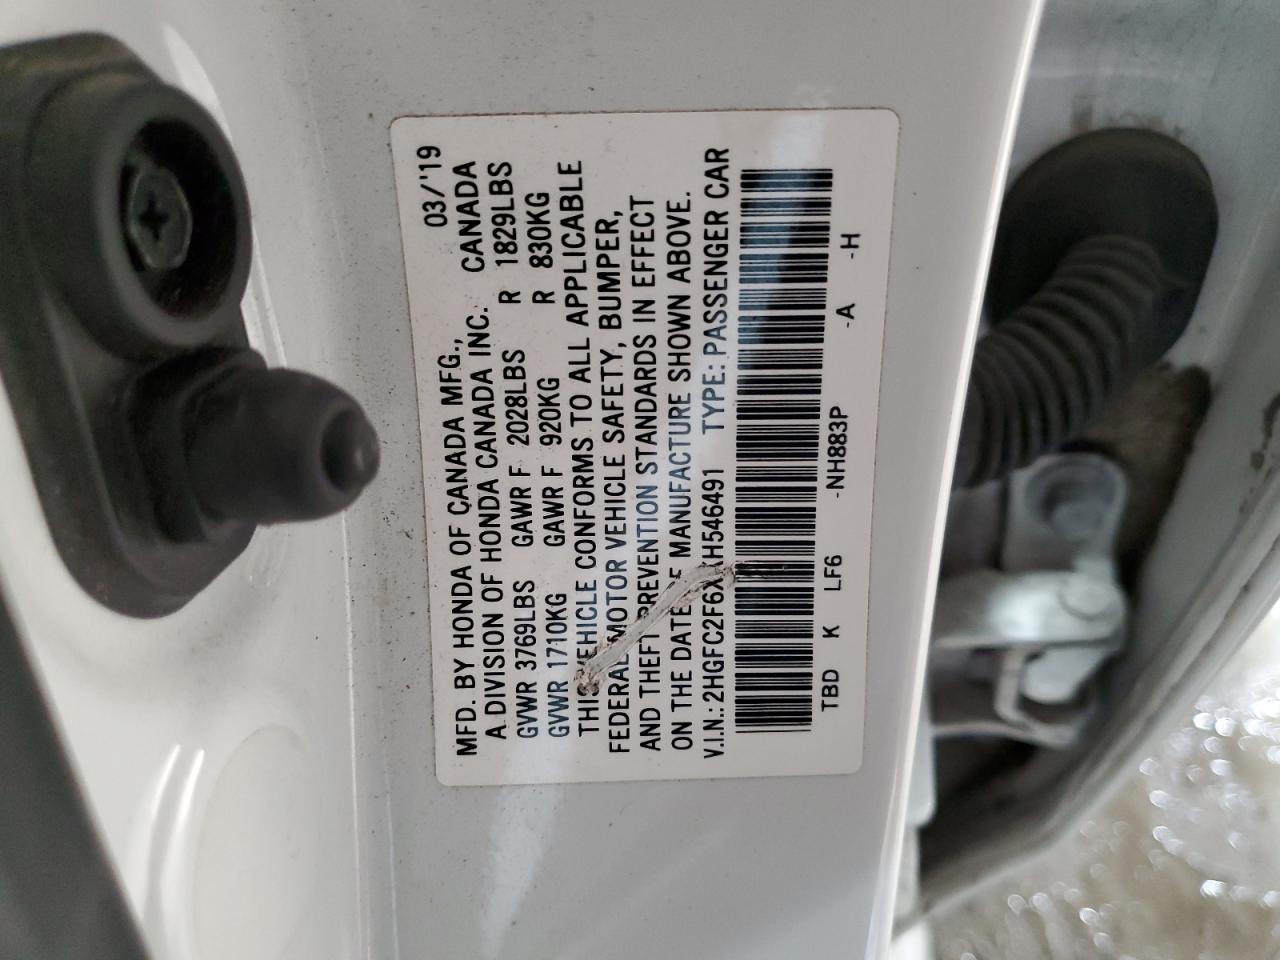 03/'19
MFD. BY HONDA OF CANADA MFG., CANADA
A DIVISION OF HONDA CANADA INC.
GVWR 3769LBS GAWR F 2028LBS R 1829LBS
GVWR 1710KG GAWR F 920KG R 830KG
THIS VEHICLE CONFORMS TO ALL APPLICABLE
FEDERAL MOTOR VEHICLE SAFETY, BUMPER,
AND THEFT PREVENTION STANDARDS IN EFFECT
ON THE DATE OF MANUFACTURE SHOWN ABOVE.
V.I.N.: 2HGFC2F6XKH546491 TYPE: PASSENGER CAR
TBD K LF6 -NH883P -A -H